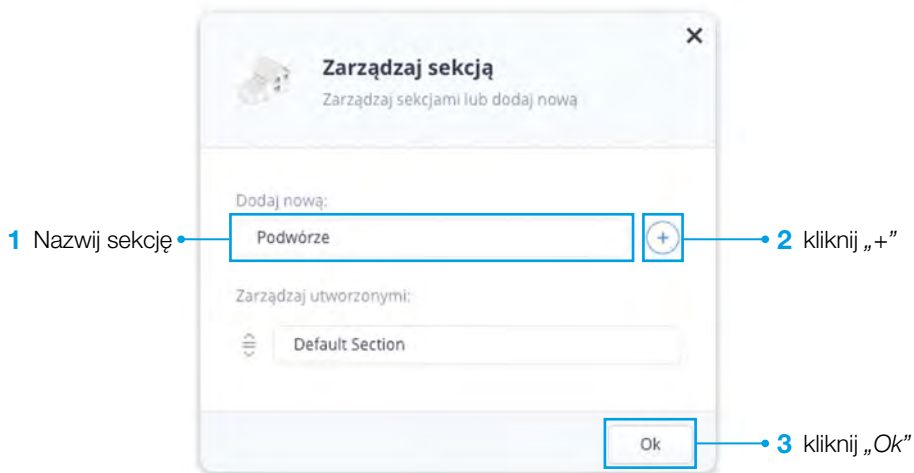 Zarządzaj sekcją
Zarządzaj sekcjami lub dodaj nową
Dodaj nową:
1 Nazwij sekcję
Podwórze
+
2 kliknij „+”
Zarządzaj utworzonymi:
Default Section
Ok
3 kliknij „Ok”